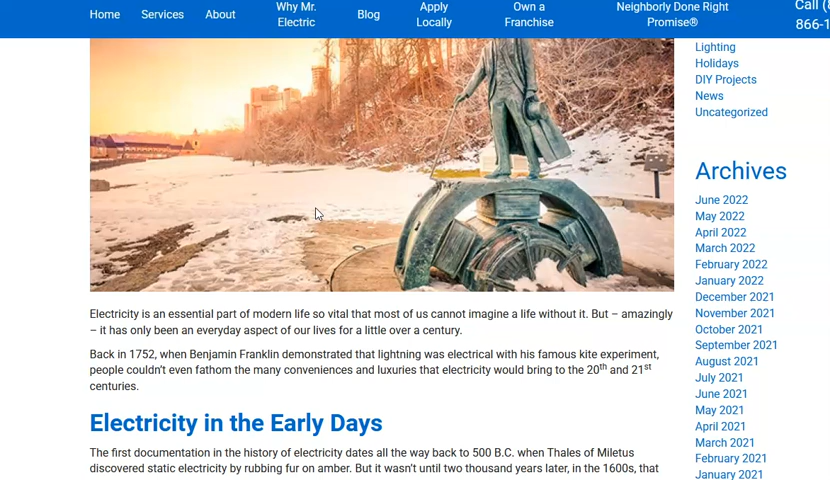 Home
Services
About
Why Mr.
Electric
Blog
Apply
Locally
Own a
Franchise
Neighborly Done Right
Promise®
Call (8
866-1
Electricity is an essential part of modern life so vital that most of us cannot imagine a life without it. But – amazingly
– it has only been an everyday aspect of our lives for a little over a century.
Back in 1752, when Benjamin Franklin demonstrated that lightning was electrical with his famous kite experiment,
people couldn't even fathom the many conveniences and luxuries that electricity would bring to the 20th and 21st
centuries.
Electricity in the Early Days
The first documentation in the history of electricity dates all the way back to 500 B.C. when Thales of Miletus
discovered static electricity by rubbing fur on amber. But it wasn't until two thousand years later, in the 1600s, that
Lighting
Holidays
DIY Projects
News
Uncategorized
Archives
June 2022
May 2022
April 2022
March 2022
February 2022
January 2022
December 2021
November 2021
October 2021
September 2021
August 2021
July 2021
June 2021
May 2021
April 2021
March 2021
February 2021
January 2021